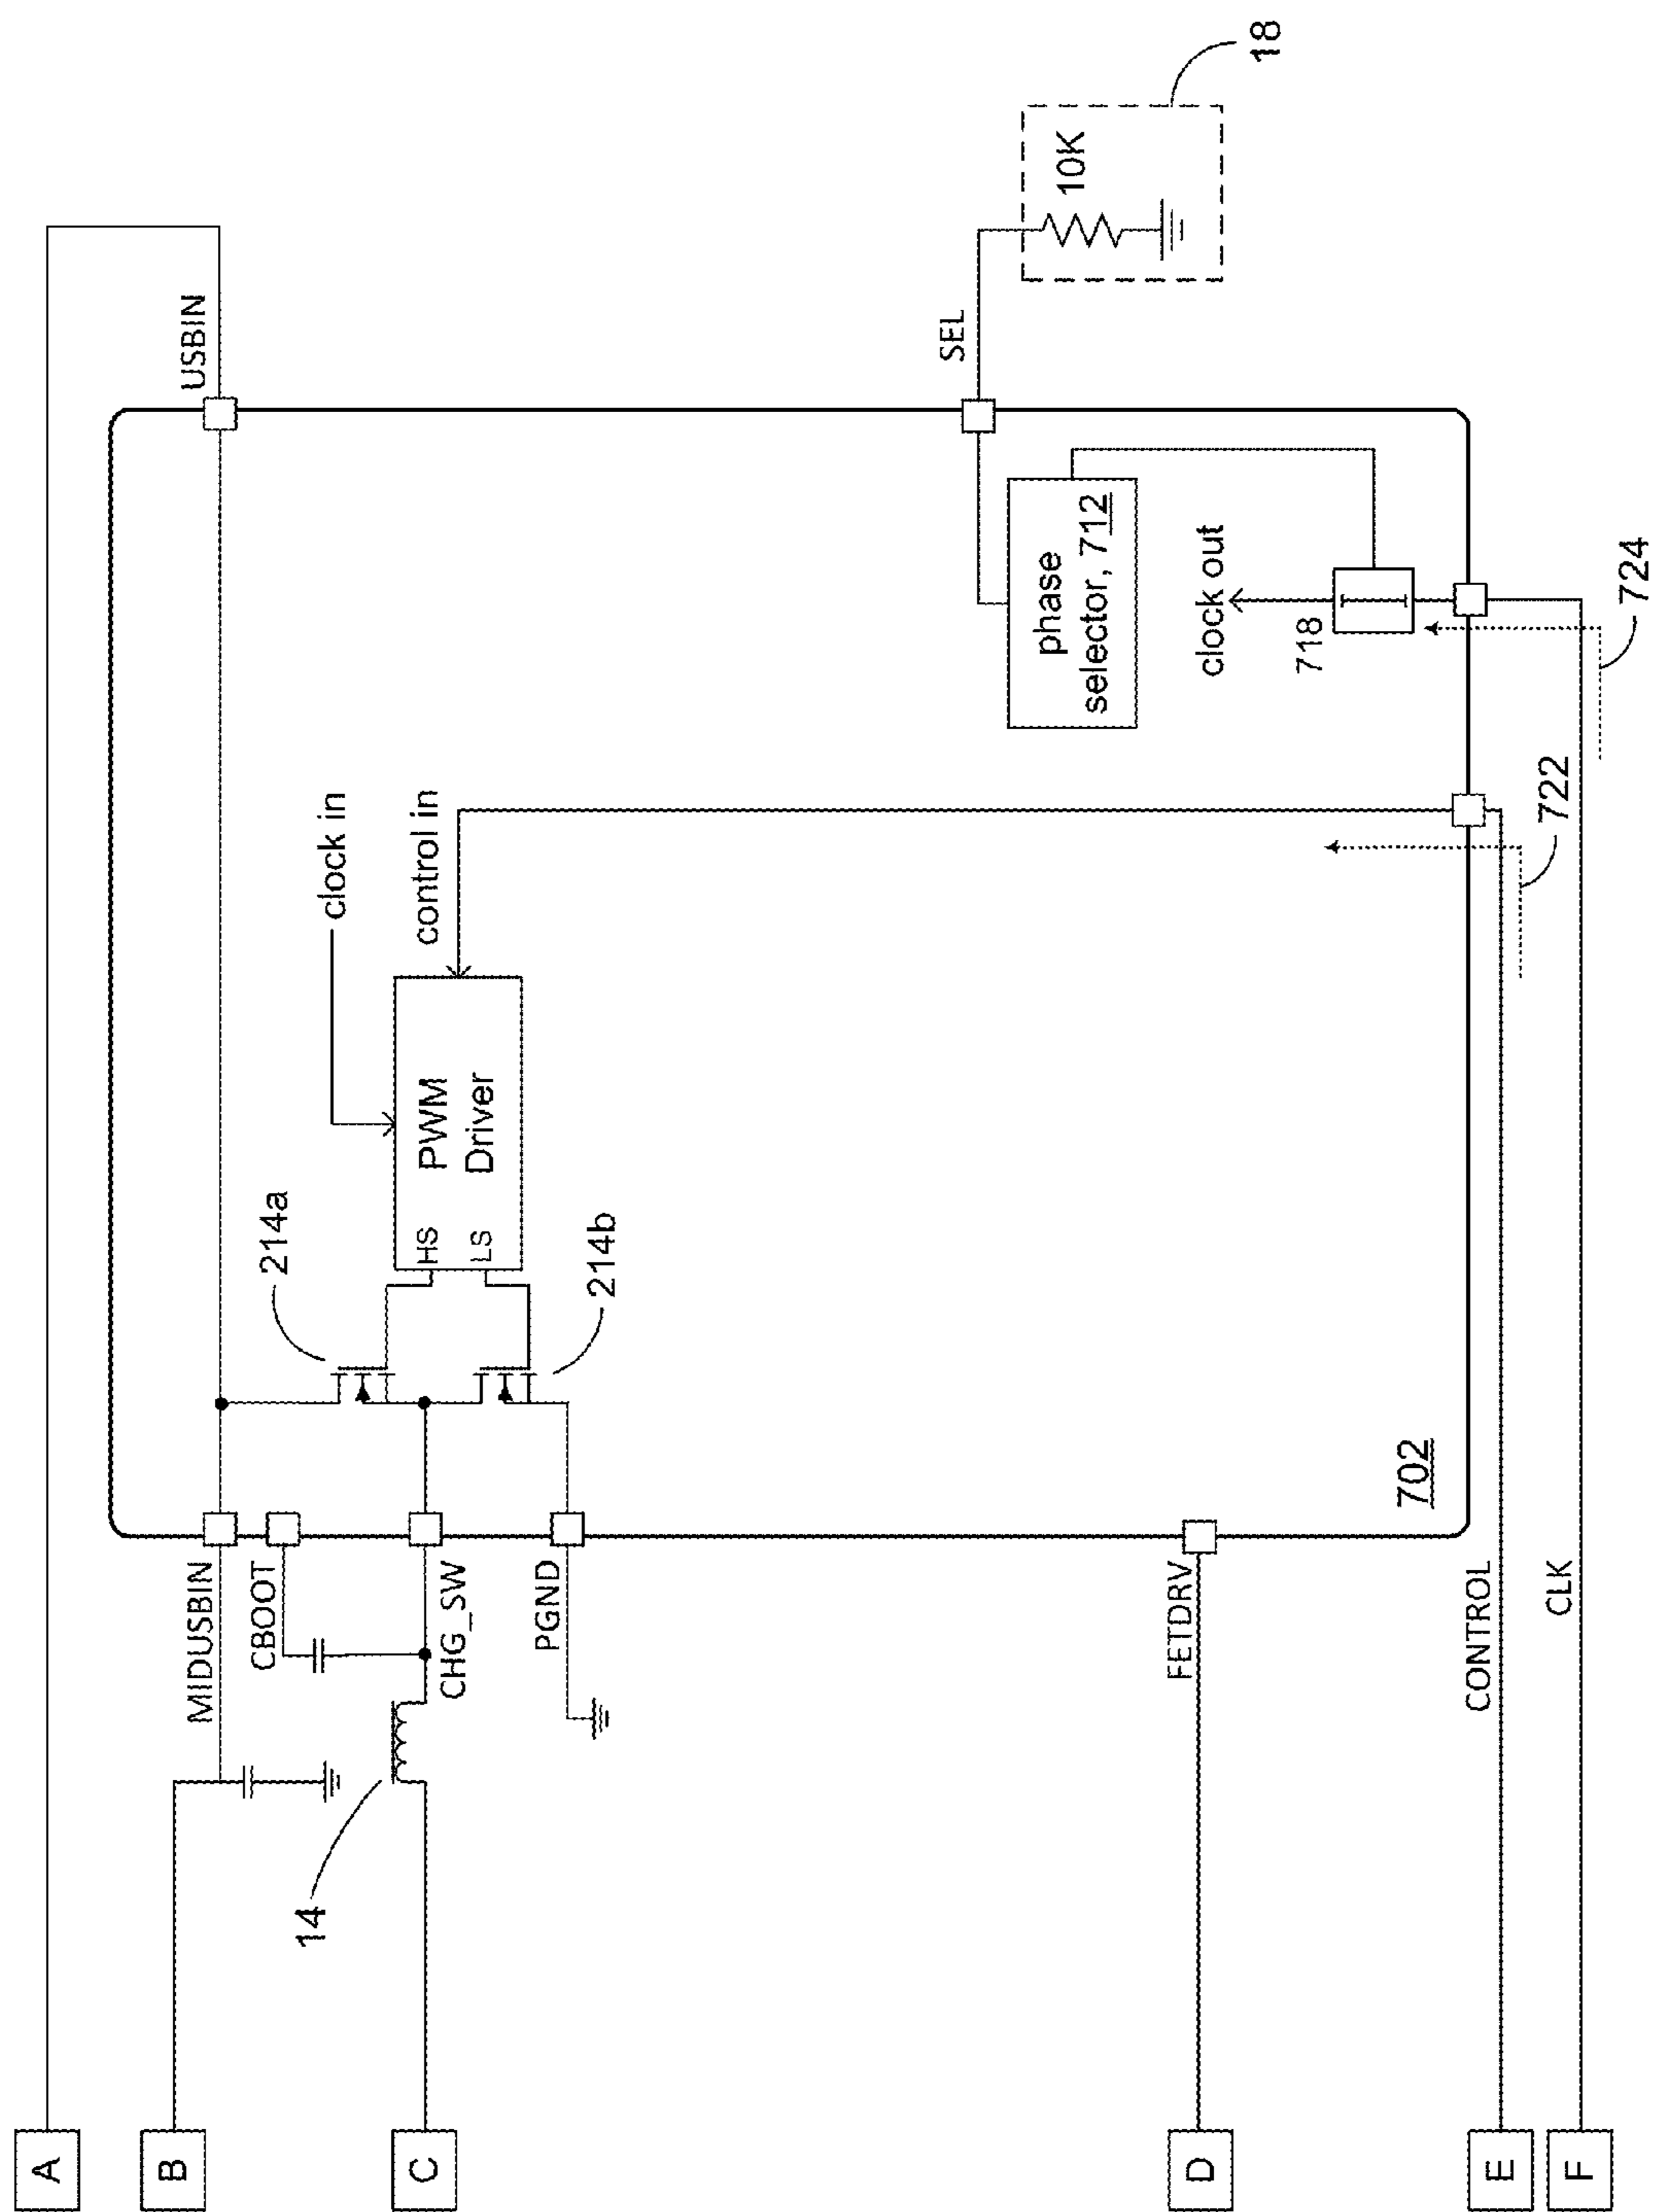 A
B
C
D
E
F
USBIN
MIDUSBIN
CBOOT
CHG_SW
PGND
FETDRV
CONTROL
CLK
SEL
14
214a
214b
HS
LS
PWM
Driver
clock in
control in
702
phase
selector, 712
clock out
718
722
724
10K
18